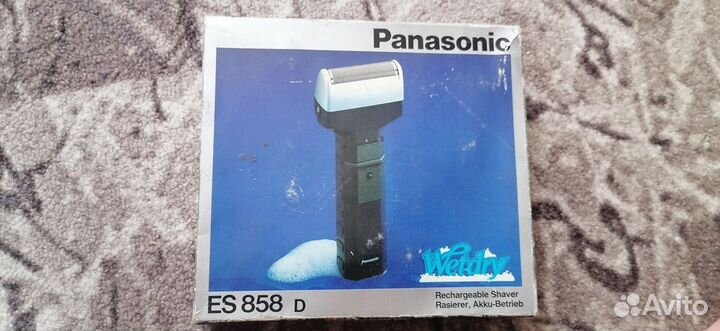 Panasonic
Panasonic
Wet/dry
ES 858 D
Rechargeable Shaver
Rasierer, Akku-Betrieb
Avito